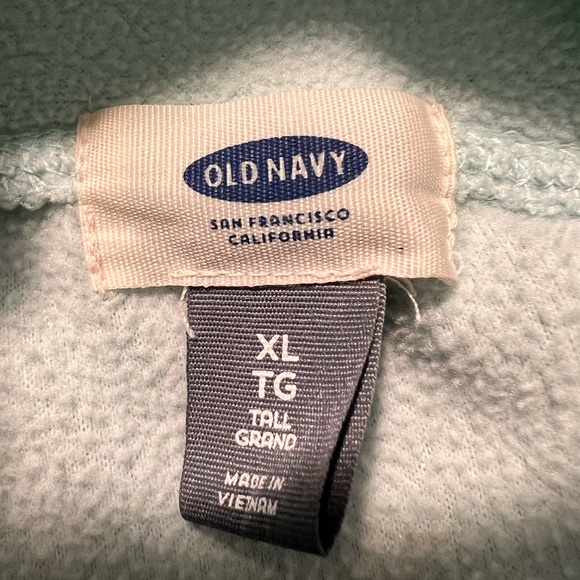 OLD NAVY
SAN FRANCISCO
CALIFORNIA
XL
TG
TALL
GRAND
MADE IN
VIETNAM